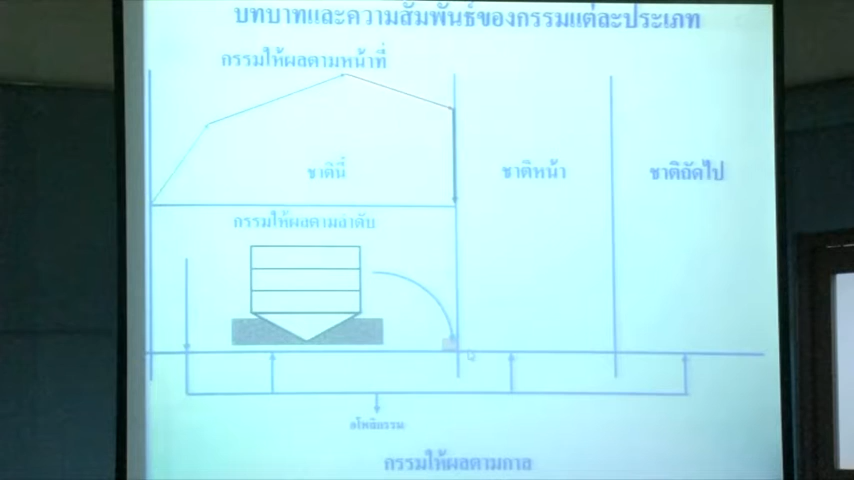 บทบาทและความสัมพันธ์ของกรรมแต่ละประเภท
กรรมให้ผลตามหน้าที่
ชาตินี้
ชาติหน้า
ชาติถัดไป
กรรมให้ผลตามลำดับ
อโหสิกรรม
กรรมให้ผลตามกาล